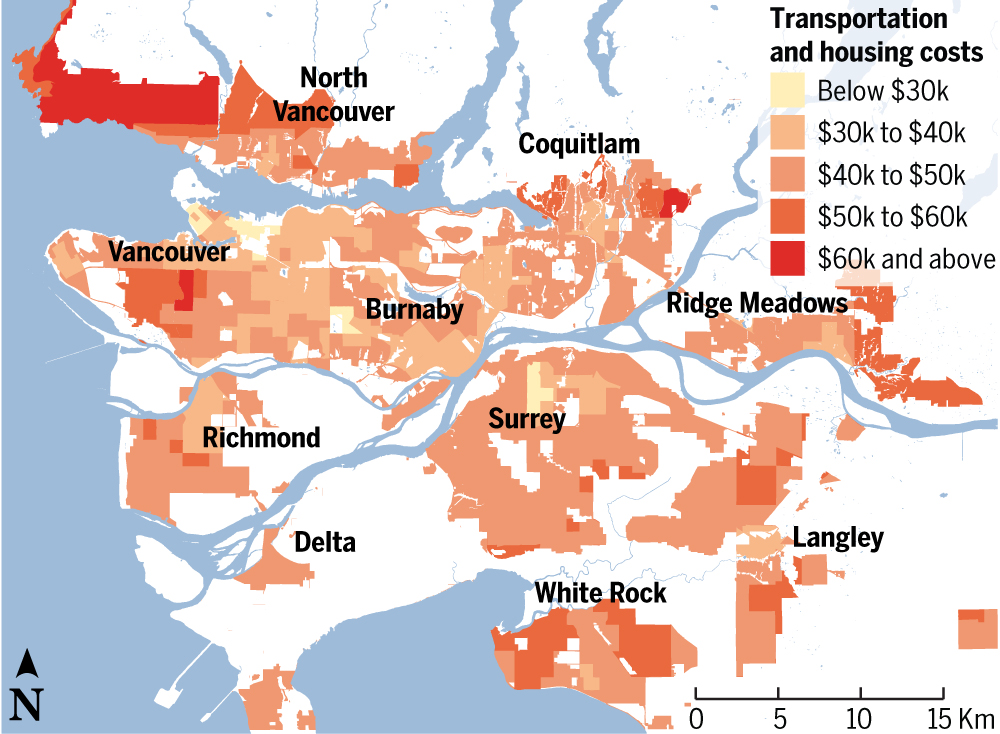 Transportation
and housing costs
Below $30k
$30k to $40k
$40k to $50k
$50k to $60k
$60k and above
North
Vancouver
Coquitlam
Vancouver
Burnaby
Ridge Meadows
Surrey
Richmond
Delta
Langley
White Rock
N
0 5 10 15 Km